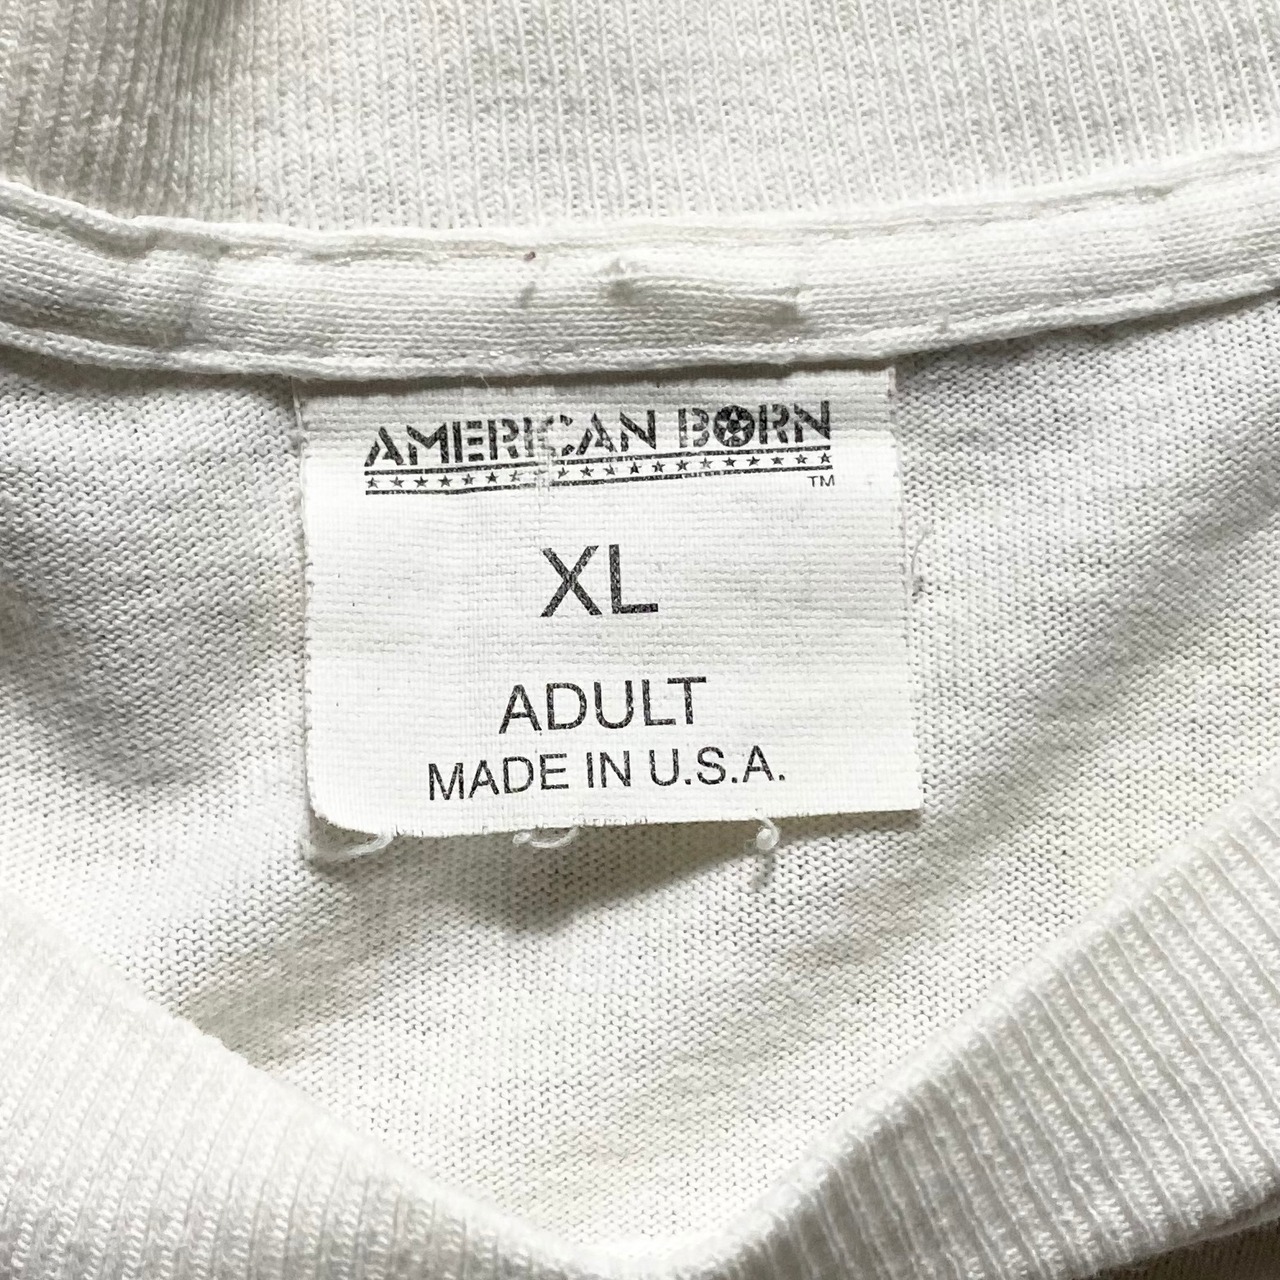 AMERICAN BORN
TM
XL
ADULT
MADE IN U.S.A.